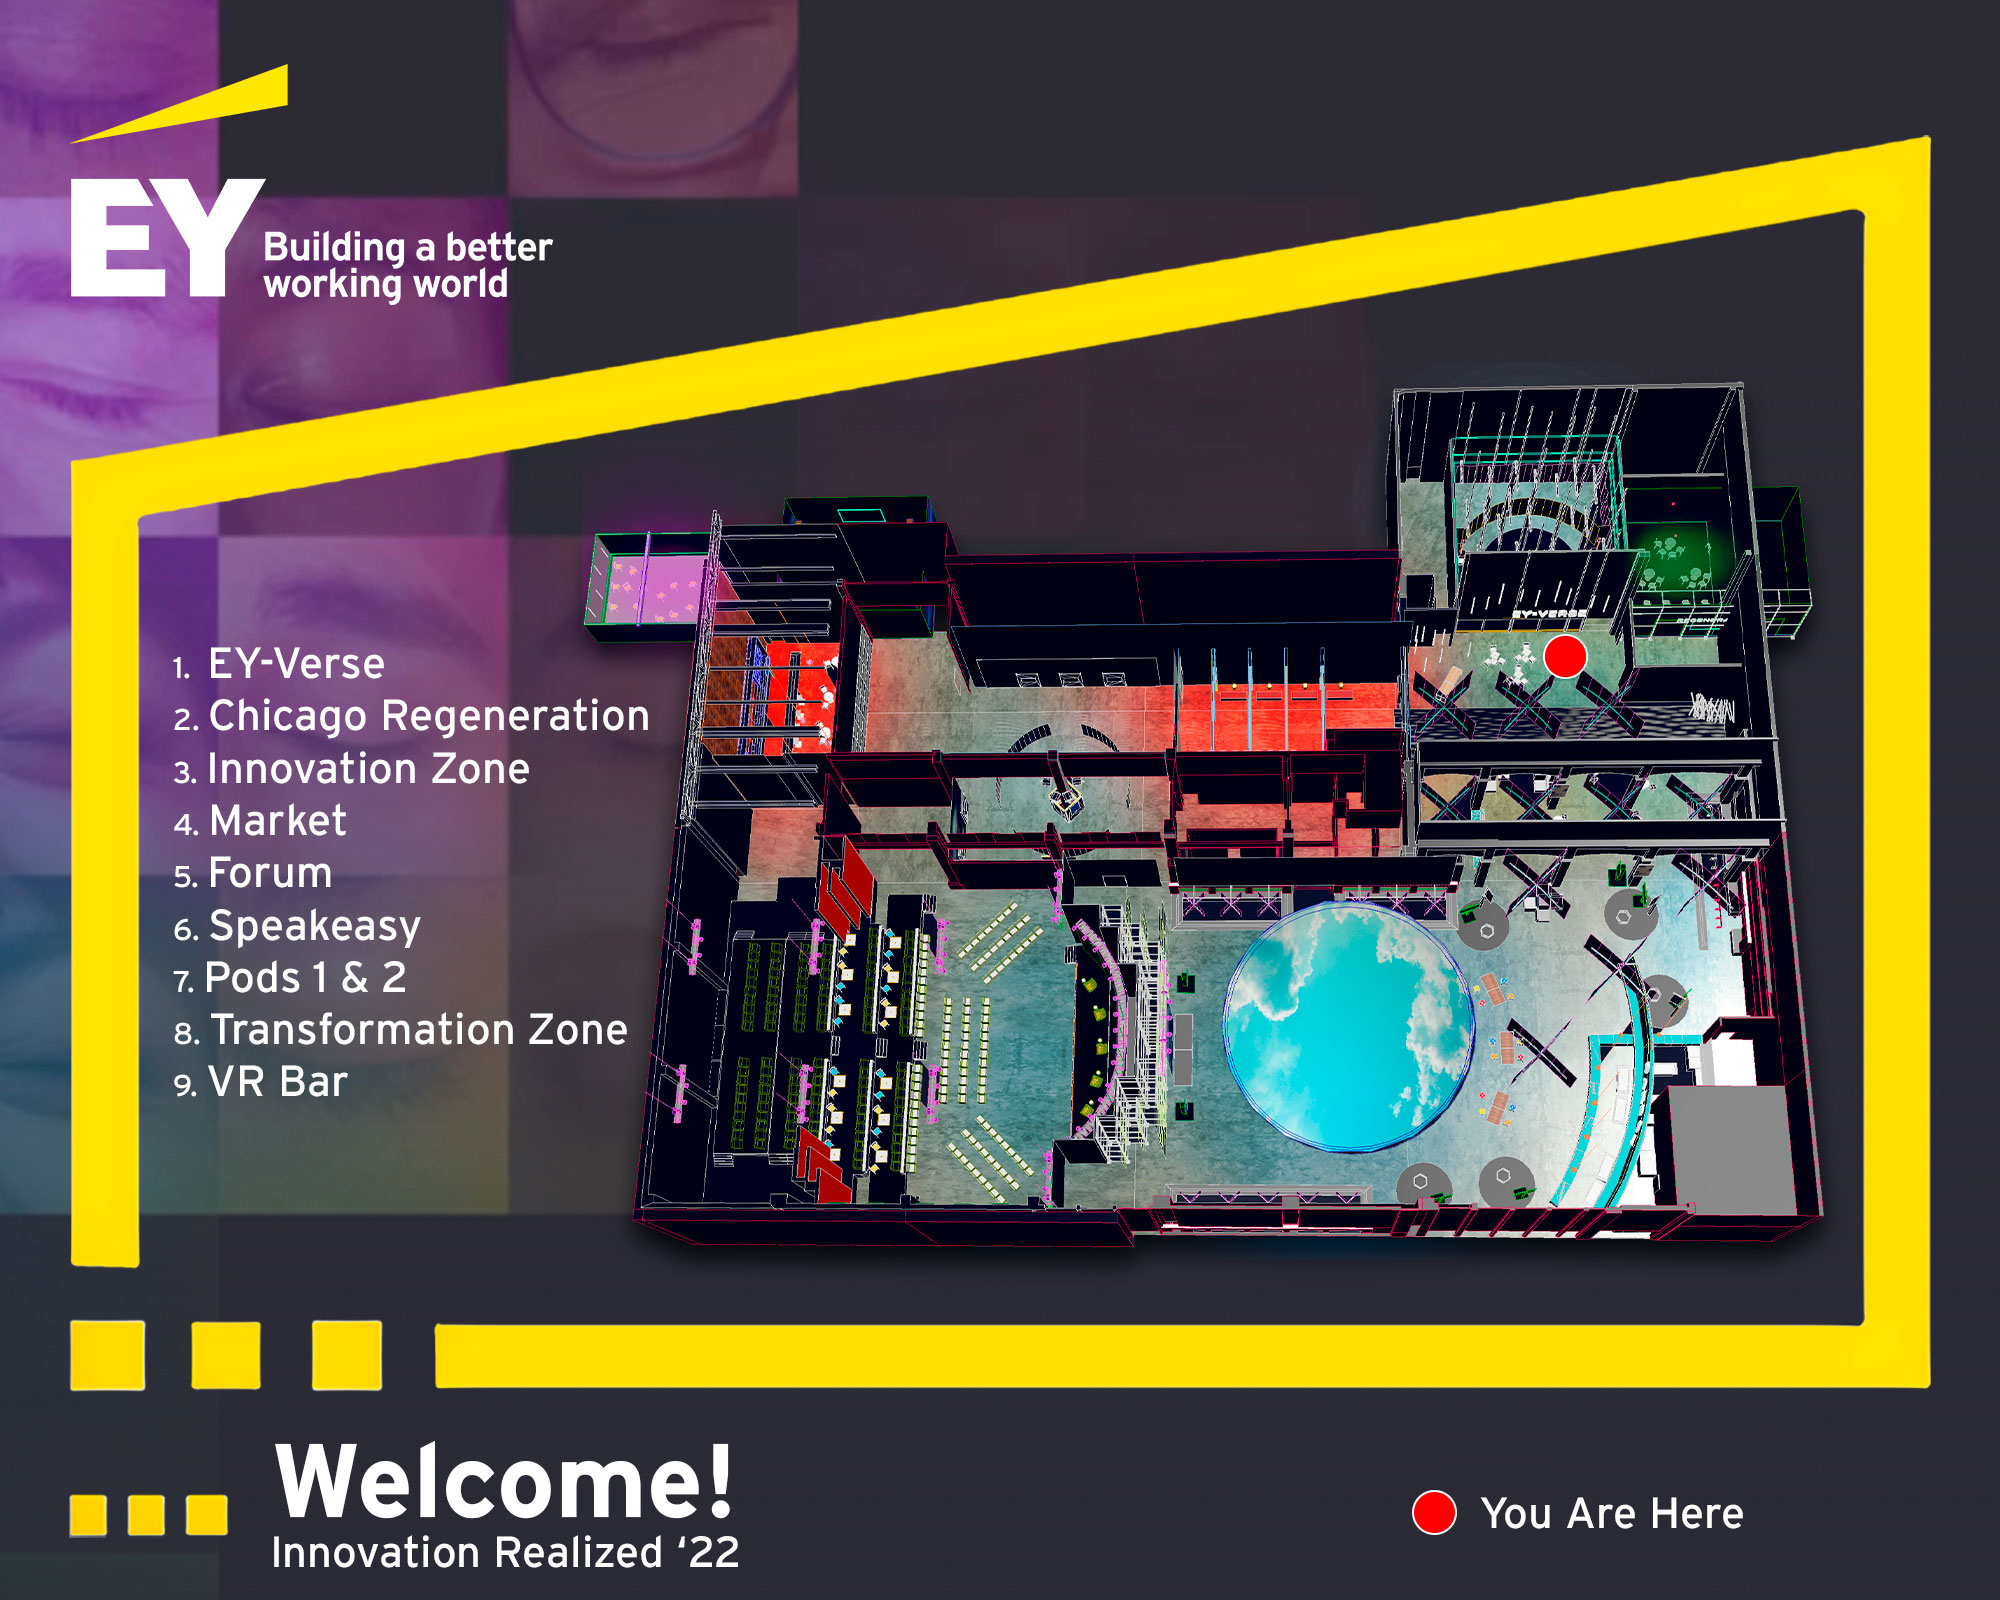 EY
Building a better
working world
EY-VERSE
1. EY-Verse
2. Chicago Regeneration
3. Innovation Zone
4. Market
5. Forum
6. Speakeasy
7. Pods 1 & 2
8. Transformation Zone
9. VR Bar
Welcome!
Innovation Realized ‘22
You Are Here